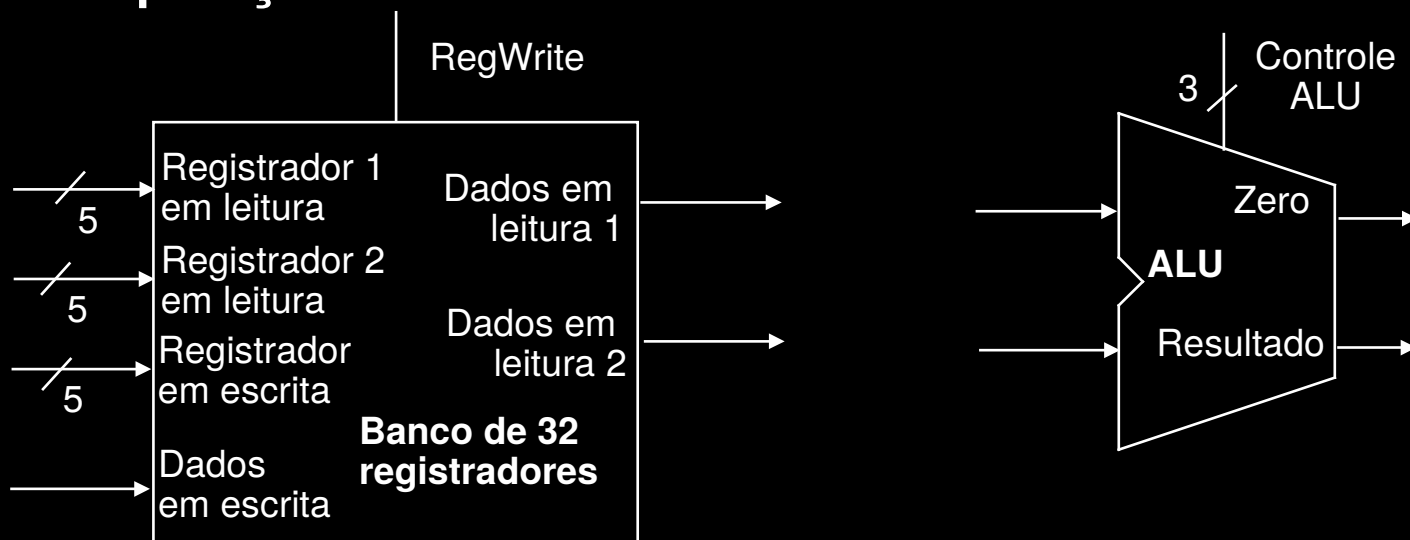 RegWrite
Controle
ALU
3
Registrador 1
em leitura
5
Dados em
leitura 1
Zero
Registrador 2
em leitura
5
ALU
Dados em
leitura 2
Resultado
Registrador
em escrita
5
Banco de 32
registradores
Dados
em escrita